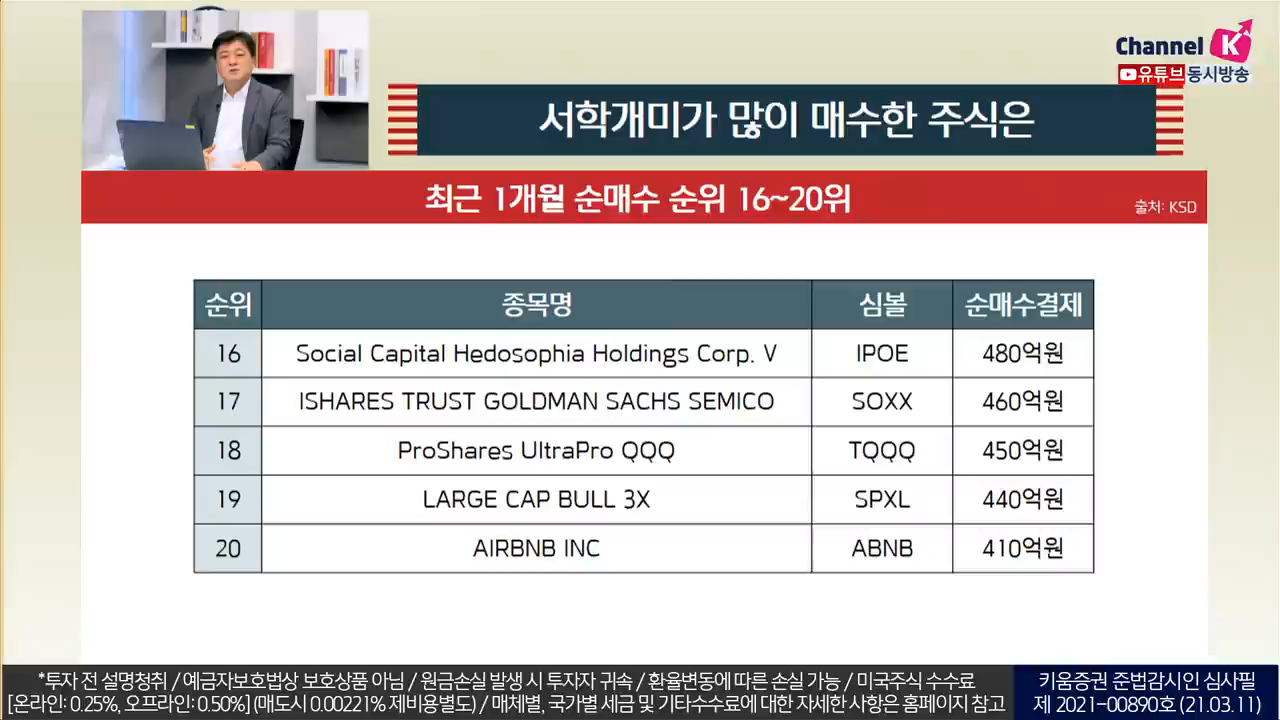 Channel K
유튜브 동시방송
서학개미가 많이 매수한 주식은
최근 1개월 순매수 순위 16~20위
출처: KSD
순위 종목명 심볼 순매수결제
16 Social Capital Hedosophia Holdings Corp. V IPOE 480억원
17 ISHARES TRUST GOLDMAN SACHS SEMICO SOXX 460억원
18 ProShares UltraPro QQQ TQQQ 450억원
19 LARGE CAP BULL 3X SPXL 440억원
20 AIRBNB INC ABNB 410억원
*투자 전 설명청취 / 예금자보호법상 보호상품 아님 / 원금손실 발생 시 투자자 귀속 / 환율변동에 따른 손실 가능 / 미국주식 수수료
[온라인: 0.25%, 오프라인: 0.50%] (매도시 0.00221% 제비용별도) / 매체별, 국가별 세금 및 기타수수료에 대한 자세한 사항은 홈페이지 참고
키움증권 준법감시인 심사필
제 2021-00890호 (21.03.11)